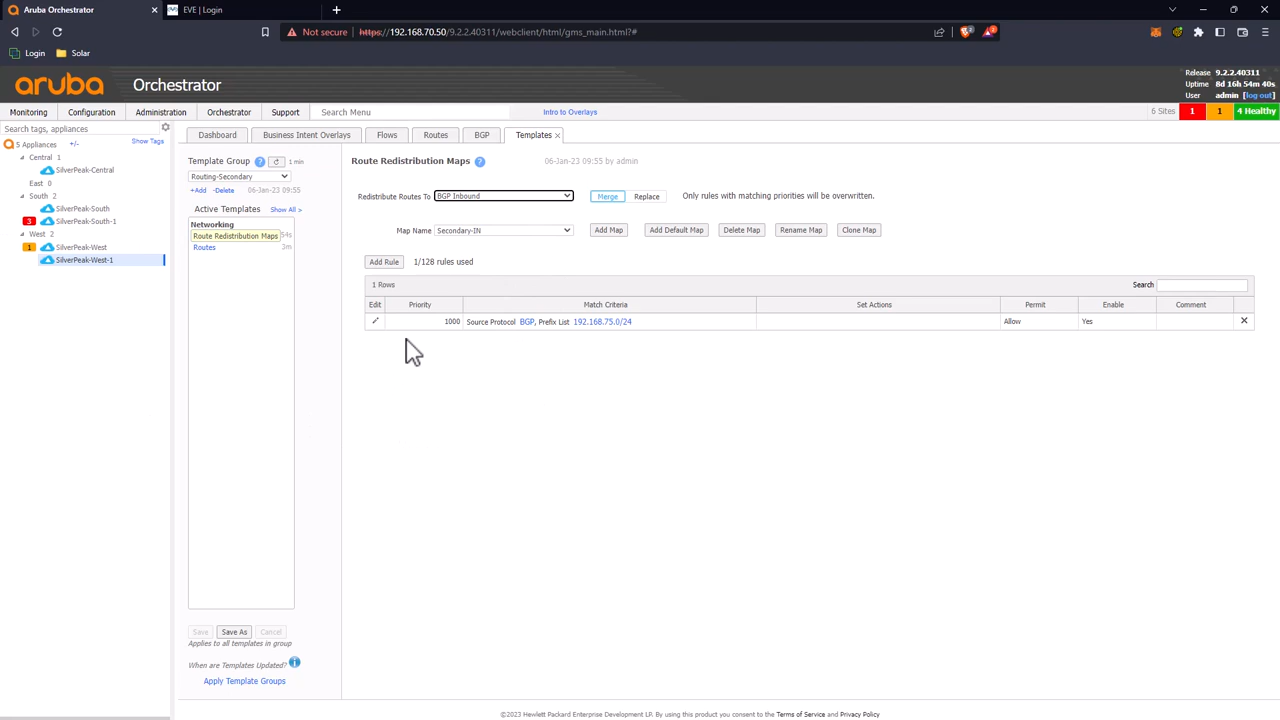 Aruba Orchestrator
EVE | Login
Not secure https://192.168.70.50/9.2.2.40311/webclient/html/gms_main.html?#
Login Solar
aruba Orchestrator
Release 9.2.2.40311
Uptime 8d 16h 54m 40s
User admin [log out]
Monitoring Configuration Administration Orchestrator Support Search Menu Intro to Overlays 6 Sites 1 1 4 Healthy
Search tags, appliances
5 Appliances +/- Show Tags
Central 1
SilverPeak-Central
East 0
South 2
SilverPeak-South
3 SilverPeak-South-1
West 2
1 SilverPeak-West
SilverPeak-West-1
Dashboard Business Intent Overlays Flows Routes BGP Templates
Template Group ? 1 min
Routing-Secondary
+Add -Delete 06-Jan-23 09:55
Active Templates Show All >
Networking
Route Redistribution Maps 54s
Routes 3m
Save Save As Cancel
Applies to all templates in group
When are Templates Updated? i
Apply Template Groups
Route Redistribution Maps ? 06-Jan-23 09:55 by admin
Redistribute Routes To BGP Inbound Merge Replace Only rules with matching priorities will be overwritten.
Map Name Secondary-IN Add Map Add Default Map Delete Map Rename Map Clone Map
Add Rule 1/128 rules used
1 Rows Search
Edit Priority Match Criteria Set Actions Permit Enable Comment
1000 Source Protocol BGP, Prefix List 192.168.75.0/24 Allow Yes
©2023 Hewlett Packard Enterprise Development LP. By using this product you consent to the Terms of Service and Privacy Policy